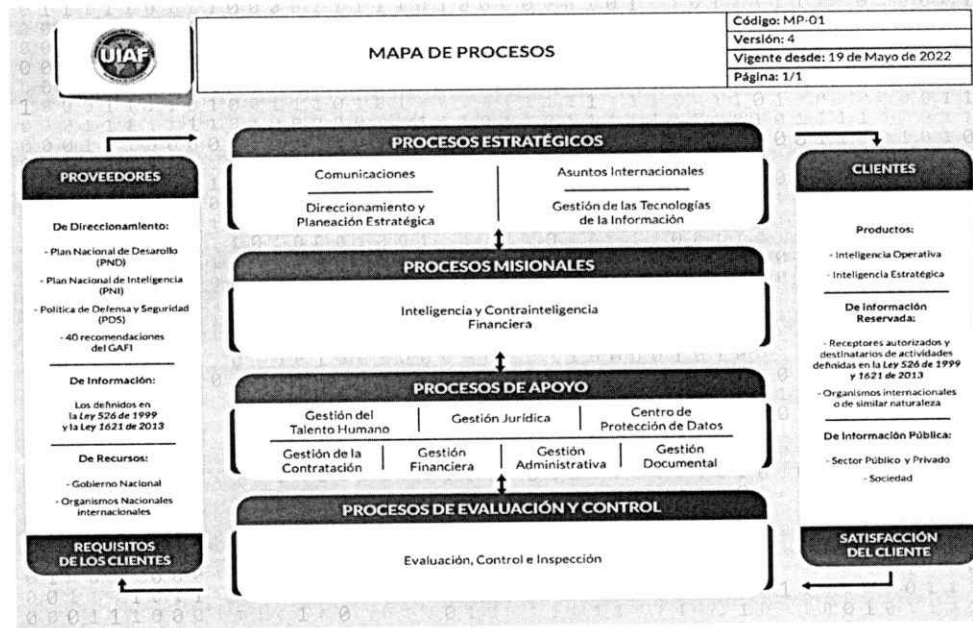 UIAF
MAPA DE PROCESOS
Código: MP-01
Versión: 4
Vigente desde: 19 de Mayo de 2022
Página: 1/1
PROVEEDORES
De Direccionamiento:
- Plan Nacional de Desarollo
(PND)
- Plan Nacional de Inteligencia
(PNI)
- Política de Defensa y Seguridad
(PDS)
- 40 recomendaciones
del GAFI
De Información:
Los definidos en
la Ley 526 de 1999
y la Ley 1621 de 2013
De Recursos:
- Gobierno Nacional
- Organismos Nacionales
internacionales
REQUISITOS
DE LOS CLIENTES
PROCESOS ESTRATÉGICOS
Comunicaciones
Asuntos Internacionales
Direccionamiento y
Planeación Estratégica
Gestión de las Tecnologías
de la Información
PROCESOS MISIONALES
Inteligencia y Contrainteligencia
Financiera
PROCESOS DE APOYO
Gestión del
Talento Humano
Gestión Jurídica
Centro de
Protección de Datos
Gestión de la
Contratación
Gestión
Financiera
Gestión
Administrativa
Gestión
Documental
PROCESOS DE EVALUACIÓN Y CONTROL
Evaluación, Control e Inspección
CLIENTES
Productos:
- Inteligencia Operativa
- Inteligencia Estratégica
De Información
Reservada:
- Receptores autorizados y
destinatarios de actividades
definidas en la Ley 526 de 1999
y 1621 de 2013
- Organismos internacionales
o de similar naturaleza
De Información Pública:
- Sector Público y Privado
- Sociedad
SATISFACCIÓN
DEL CLIENTE